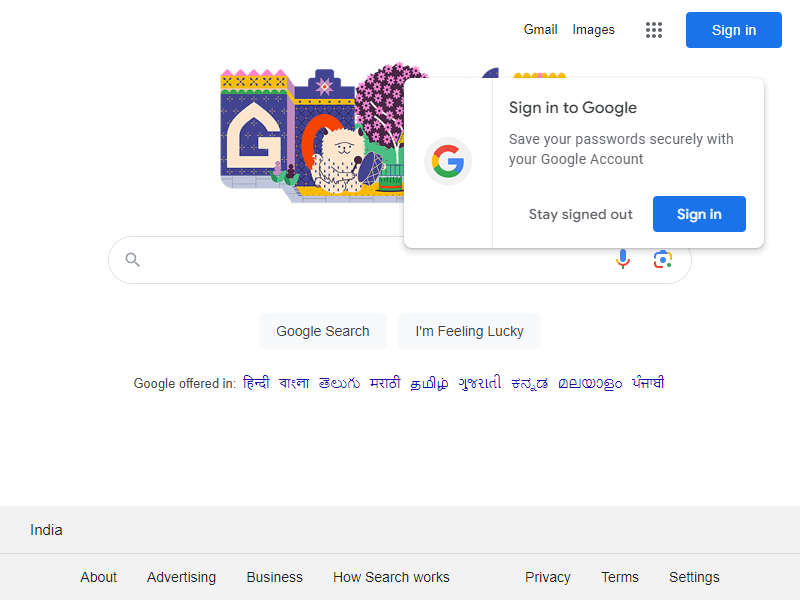 Gmail Images Sign in
Sign in to Google
Save your passwords securely with
your Google Account
Stay signed out Sign in
Google Search I'm Feeling Lucky
Google offered in: हिन्दी বাংলা తెలుగు मराठी தமிழ் ગુજરાતી ಕನ್ನಡ മലയാളം ਪੰਜਾਬੀ
India
About Advertising Business How Search works Privacy Terms Settings